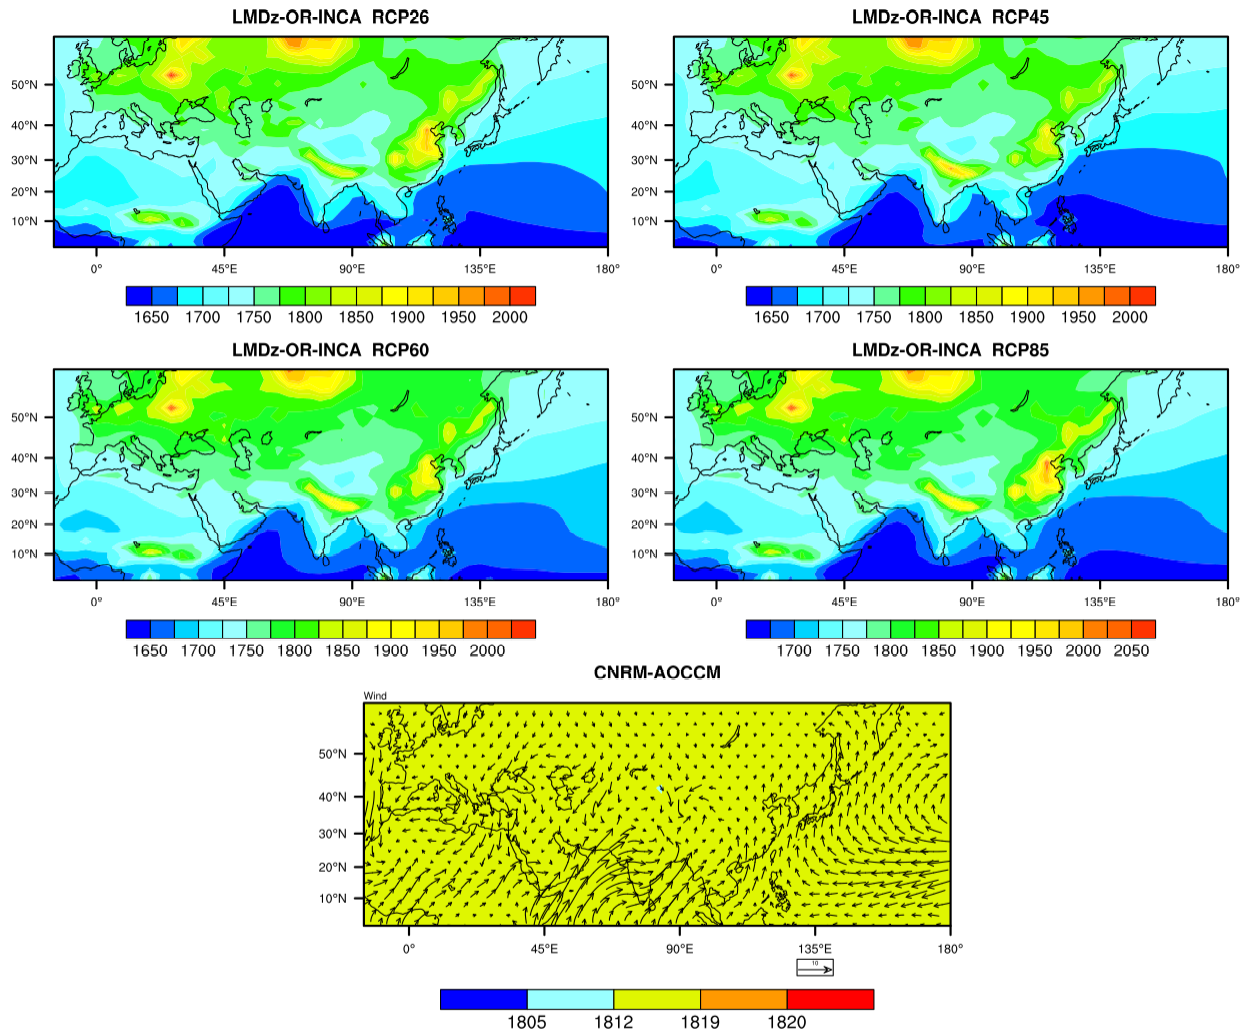 LMDz-OR-INCA RCP26
LMDz-OR-INCA RCP45
50°N
40°N
30°N
20°N
10°N
0°
45°E
90°E
135°E
180°
50°N
40°N
30°N
20°N
10°N
0°
45°E
90°E
135°E
180°
1650 1700 1750 1800 1850 1900 1950 2000
1650 1700 1750 1800 1850 1900 1950 2000
LMDz-OR-INCA RCP60
LMDz-OR-INCA RCP85
50°N
40°N
30°N
20°N
10°N
0°
45°E
90°E
135°E
180°
50°N
40°N
30°N
20°N
10°N
0°
45°E
90°E
135°E
180°
1650 1700 1750 1800 1850 1900 1950 2000
1700 1750 1800 1850 1900 1950 2000 2050
CNRM-AOCCM
Wind
50°N
40°N
30°N
20°N
10°N
0°
45°E
90°E
135°E
180°
10
1805 1812 1819 1820